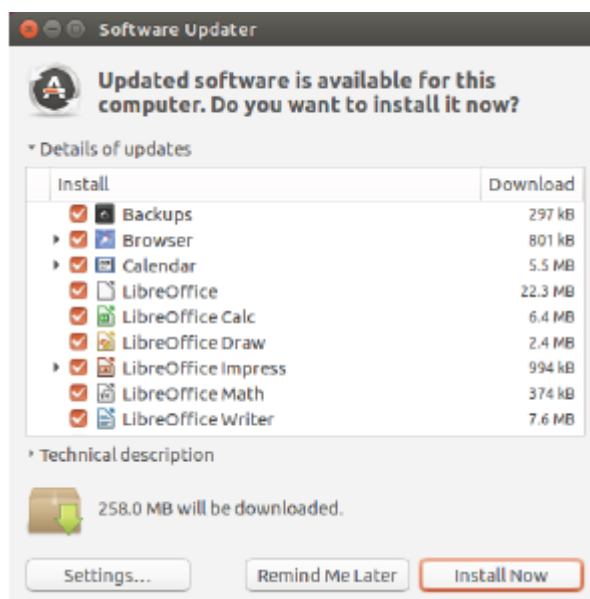 Software Updater
Updated software is available for this
computer. Do you want to install it now?
Details of updates
Install Download
Backups 297 kB
Browser 801 kB
Calendar 5.5 MB
LibreOffice 22.3 MB
LibreOffice Calc 6.4 MB
LibreOffice Draw 2.4 MB
LibreOffice Impress 994 kB
LibreOffice Math 374 kB
LibreOffice Writer 7.6 MB
Technical description
258.0 MB will be downloaded.
Settings... Remind Me Later Install Now